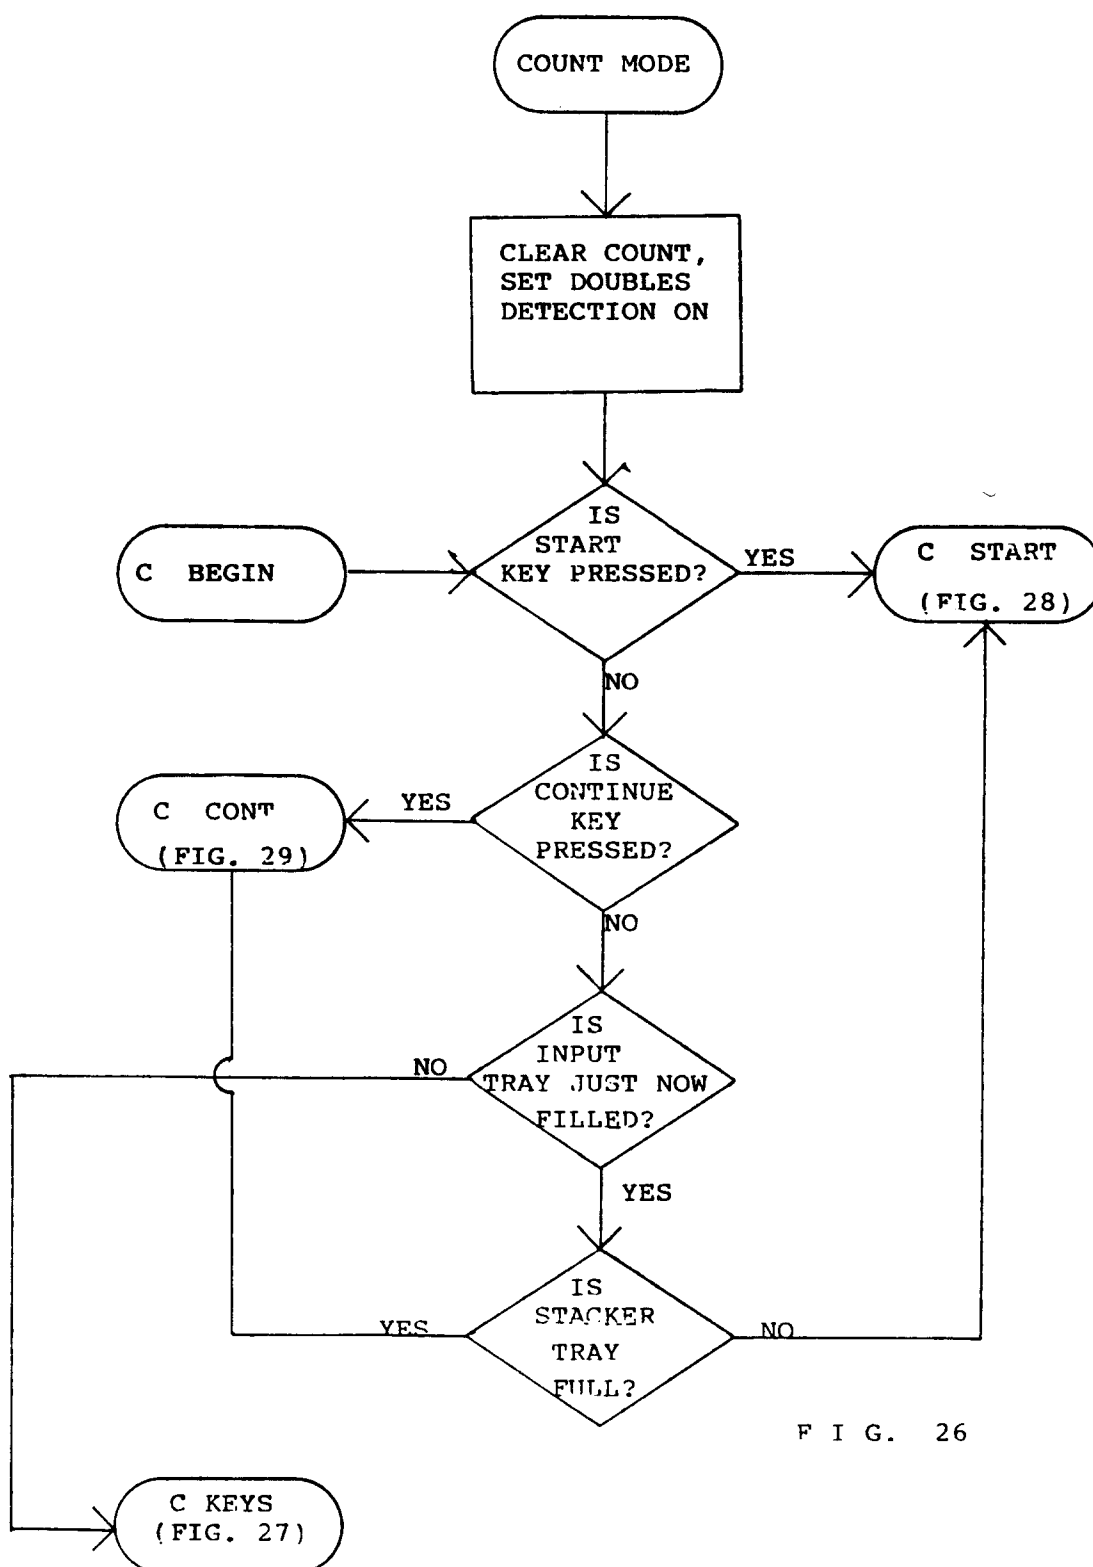 COUNT MODE
CLEAR COUNT,
SET DOUBLES
DETECTION ON
IS
START
KEY PRESSED?
YES
C BEGIN
C START
(FIG. 28)
NO
IS
CONTINUE
KEY
PRESSED?
YES
C CONT
(FIG. 29)
NO
IS
INPUT
TRAY JUST NOW
FILLED?
NO
YES
IS
STACKER
TRAY
FULL?
YES
NO
FIG. 26
C KEYS
(FIG. 27)